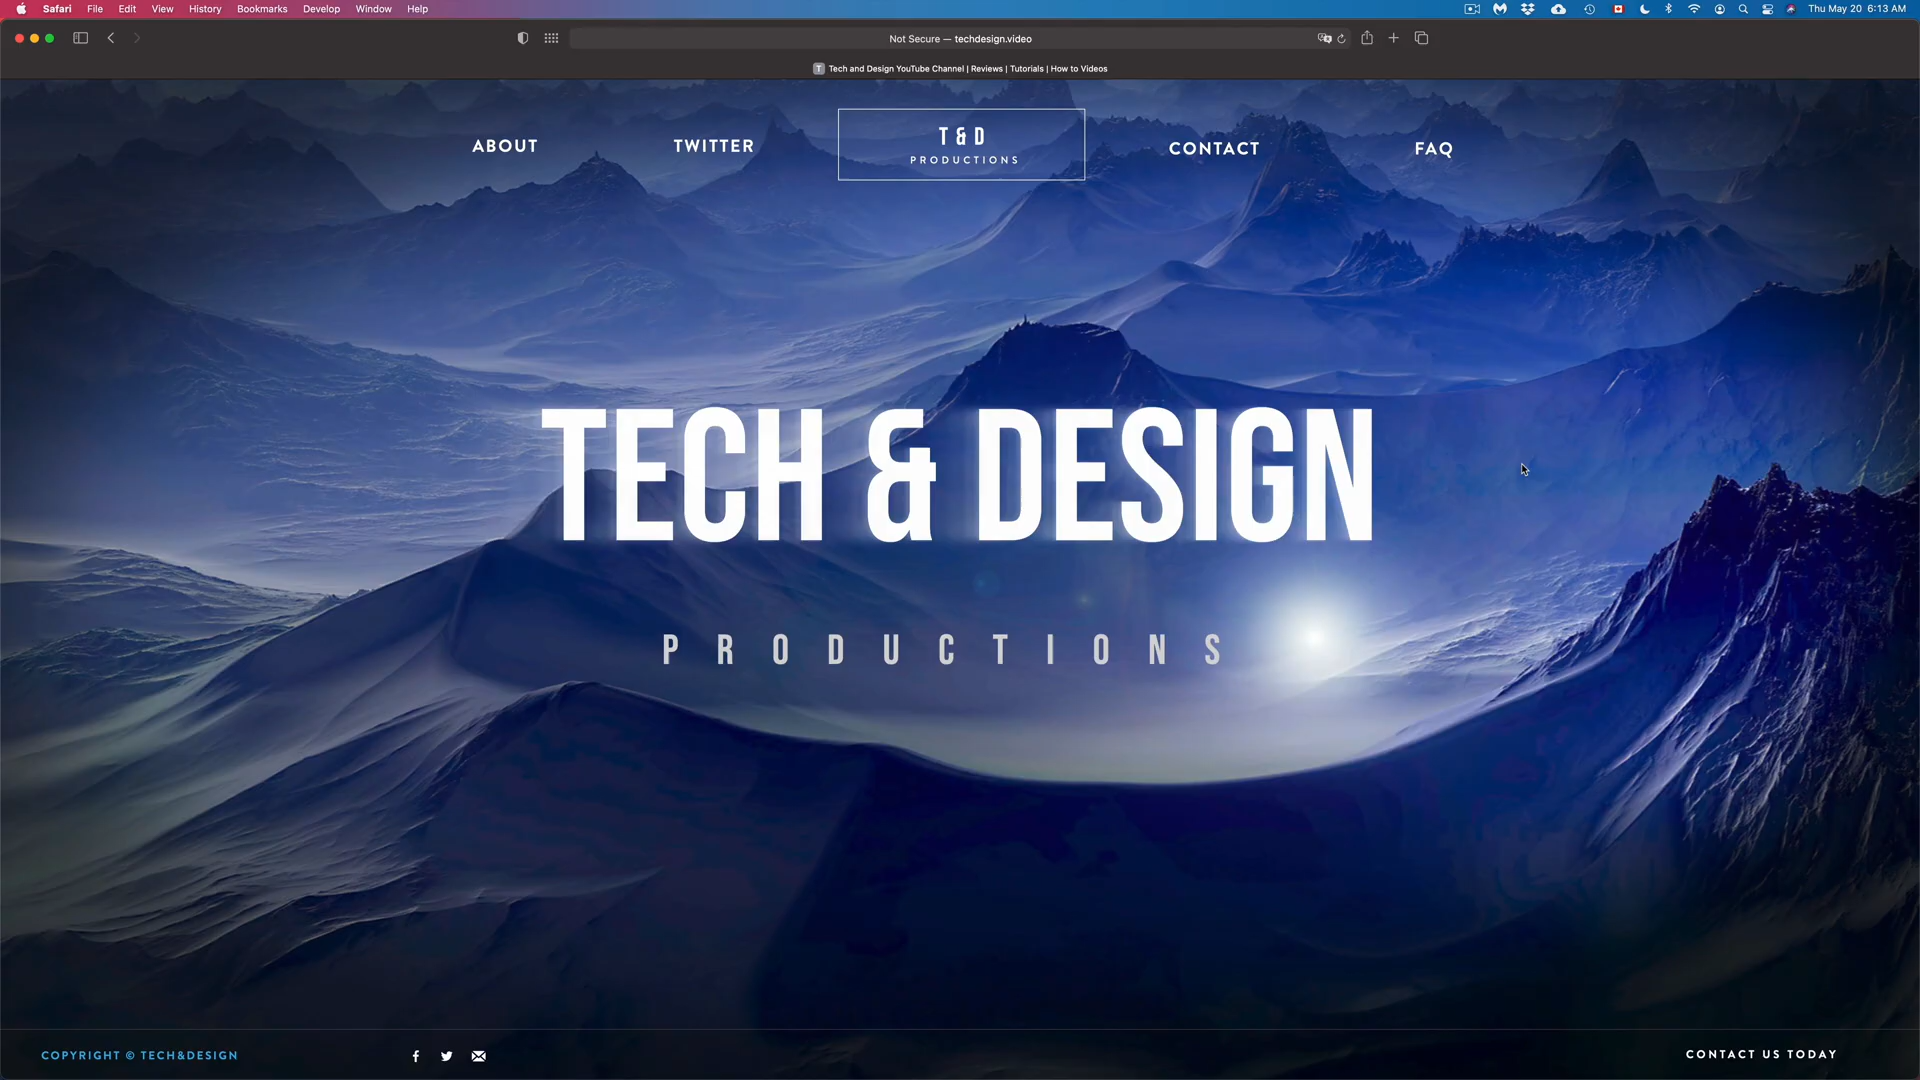 Safari File Edit View History Bookmarks Develop Window Help Thu May 20 6:13 AM
Not Secure — techdesign.video
T Tech and Design YouTube Channel | Reviews | Tutorials | How to Videos
ABOUT TWITTER T & D CONTACT FAQ
PRODUCTIONS
TECH & DESIGN
PRODUCTIONS
COPYRIGHT © TECH&DESIGN CONTACT US TODAY